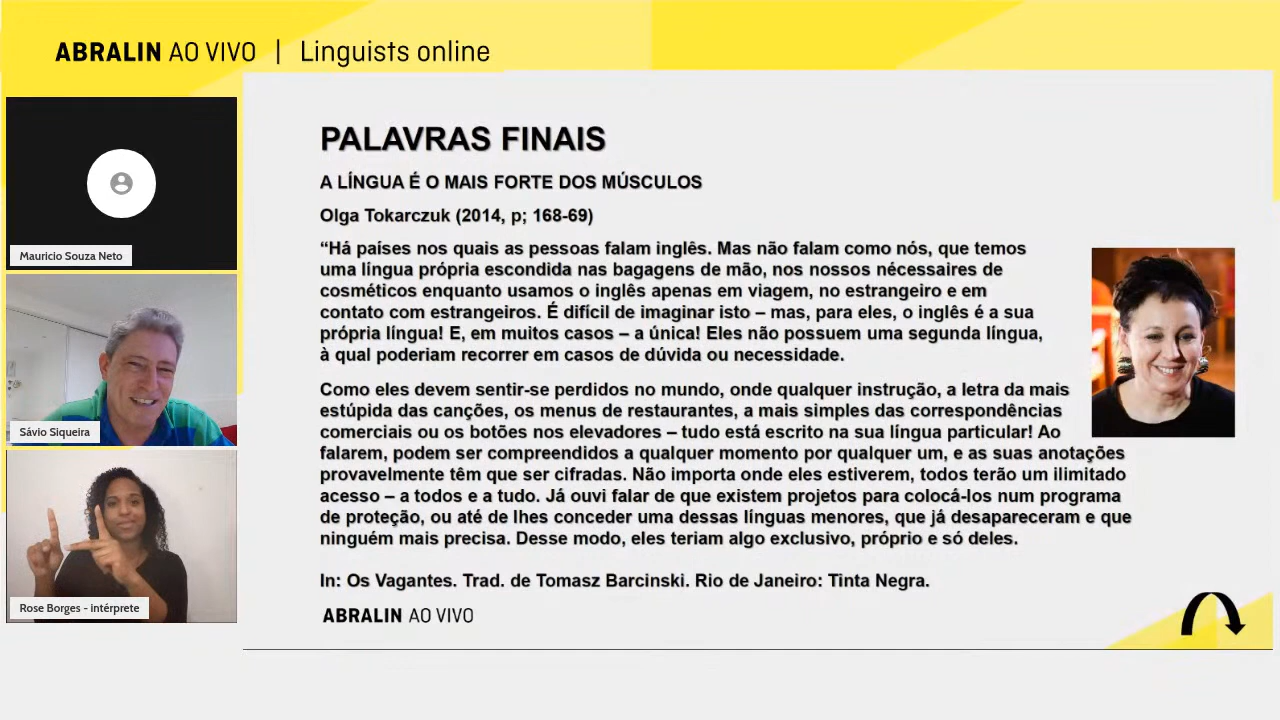 ABRALIN AO VIVO | Linguists online
Mauricio Souza Neto
Sávio Siqueira
Rose Borges - intérprete
PALAVRAS FINAIS
A LÍNGUA É O MAIS FORTE DOS MÚSCULOS
Olga Tokarczuk (2014, p; 168-69)
“Há países nos quais as pessoas falam inglês. Mas não falam como nós, que temos
uma língua própria escondida nas bagagens de mão, nos nossos nécessaires de
cosméticos enquanto usamos o inglês apenas em viagem, no estrangeiro e em
contato com estrangeiros. É difícil de imaginar isto – mas, para eles, o inglês é a sua
própria língua! E, em muitos casos – a única! Eles não possuem uma segunda língua,
à qual poderiam recorrer em casos de dúvida ou necessidade.
Como eles devem sentir-se perdidos no mundo, onde qualquer instrução, a letra da mais
estúpida das canções, os menus de restaurantes, a mais simples das correspondências
comerciais ou os botões nos elevadores – tudo está escrito na sua língua particular! Ao
falarem, podem ser compreendidos a qualquer momento por qualquer um, e as suas anotações
provavelmente têm que ser cifradas. Não importa onde eles estiverem, todos terão um ilimitado
acesso – a todos e a tudo. Já ouvi falar de que existem projetos para colocá-los num programa
de proteção, ou até de lhes conceder uma dessas línguas menores, que já desapareceram e que
ninguém mais precisa. Desse modo, eles teriam algo exclusivo, próprio e só deles.
In: Os Vagantes. Trad. de Tomasz Barcinski. Rio de Janeiro: Tinta Negra.
ABRALIN AO VIVO